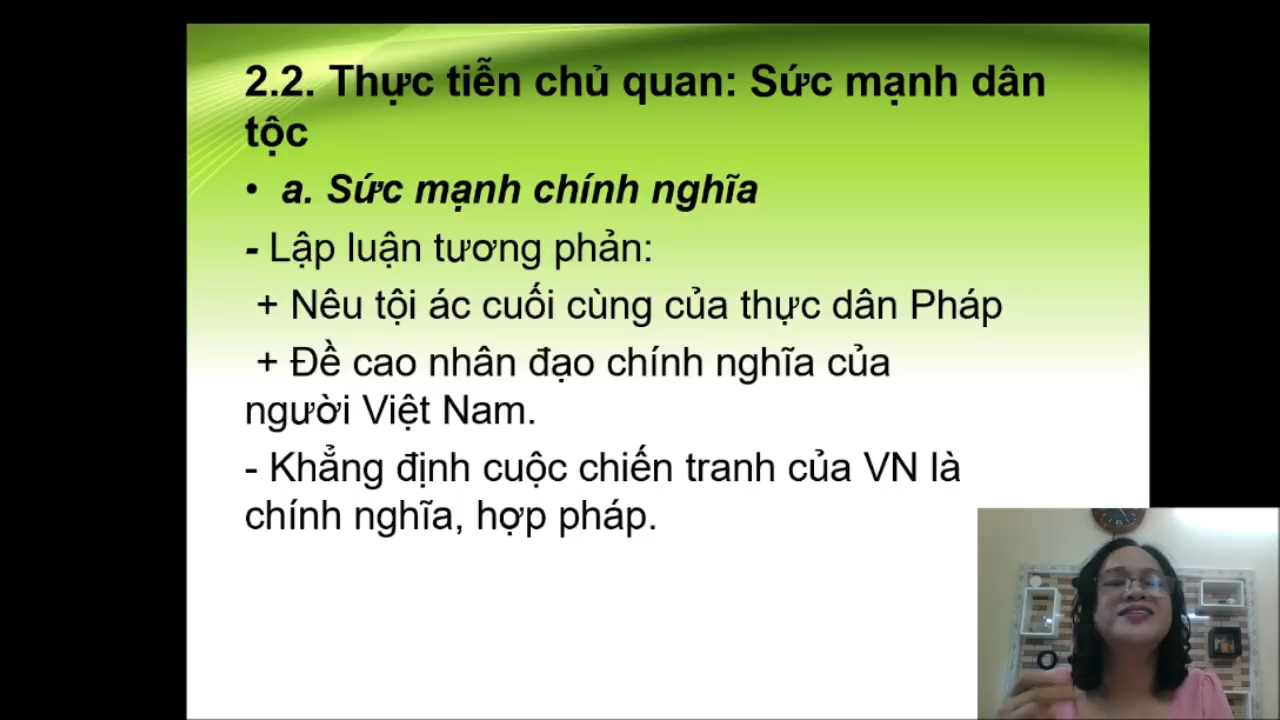 2.2. Thực tiễn chủ quan: Sức mạnh dân
tộc
• a. Sức mạnh chính nghĩa
- Lập luận tương phản:
+ Nêu tội ác cuối cùng của thực dân Pháp
+ Đề cao nhân đạo chính nghĩa của
người Việt Nam.
- Khẳng định cuộc chiến tranh của VN là
chính nghĩa, hợp pháp.